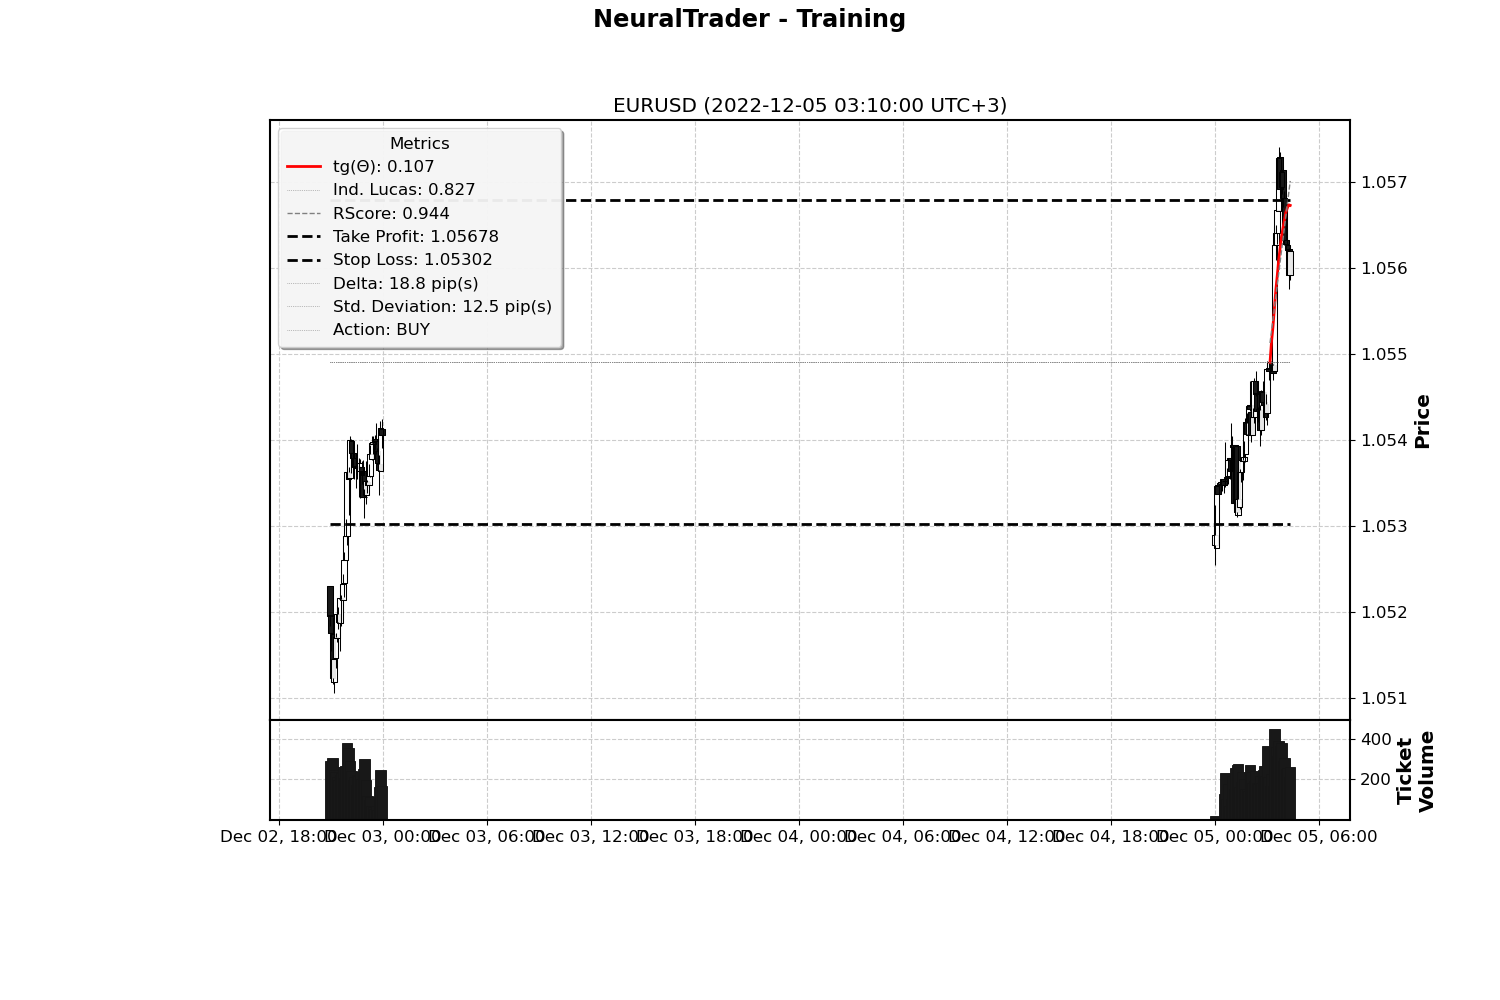 NeuralTrader - Training
EURUSD (2022-12-05 03:10:00 UTC+3)
Metrics
tg(Θ): 0.107
Ind. Lucas: 0.827
RScore: 0.944
Take Profit: 1.05678
Stop Loss: 1.05302
Delta: 18.8 pip(s)
Std. Deviation: 12.5 pip(s)
Action: BUY
1.057
1.056
1.055
1.054
1.053
1.052
1.051
Price
400
200
Ticket
Volume
Dec 02, 18:00
Dec 03, 00:00
Dec 03, 06:00
Dec 03, 12:00
Dec 03, 18:00
Dec 04, 00:00
Dec 04, 06:00
Dec 04, 12:00
Dec 04, 18:00
Dec 05, 00:00
Dec 05, 06:00